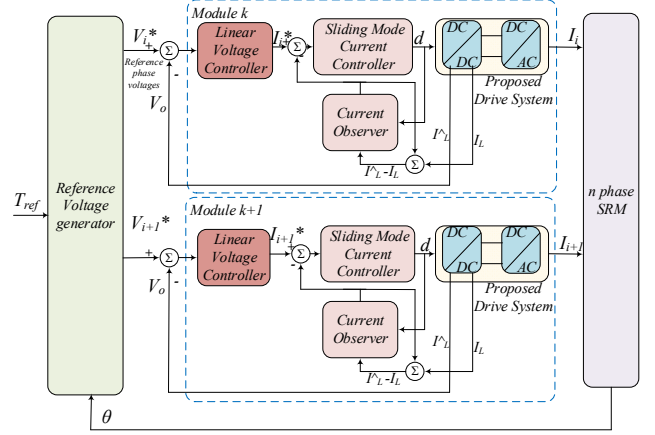 T_ref
Reference
Voltage
generator
V_i*
+
Reference
phase
voltages
-
V_o
Σ
Module k
Linear
Voltage
Controller
I_i*
+
-
Σ
Sliding Mode
Current
Controller
d
DC
DC
DC
AC
Proposed
Drive System
Current
Observer
I^_L
I_L
I^_L-I_L
Σ
I_i
V_{i+1}*
+
-
V_o
Σ
Module k+1
Linear
Voltage
Controller
I_{i+1}*
+
-
Σ
Sliding Mode
Current
Controller
d
DC
DC
DC
AC
Proposed
Drive System
Current
Observer
I^_L
I_L
I^_L-I_L
Σ
I_{i+1}
n phase
SRM
θ